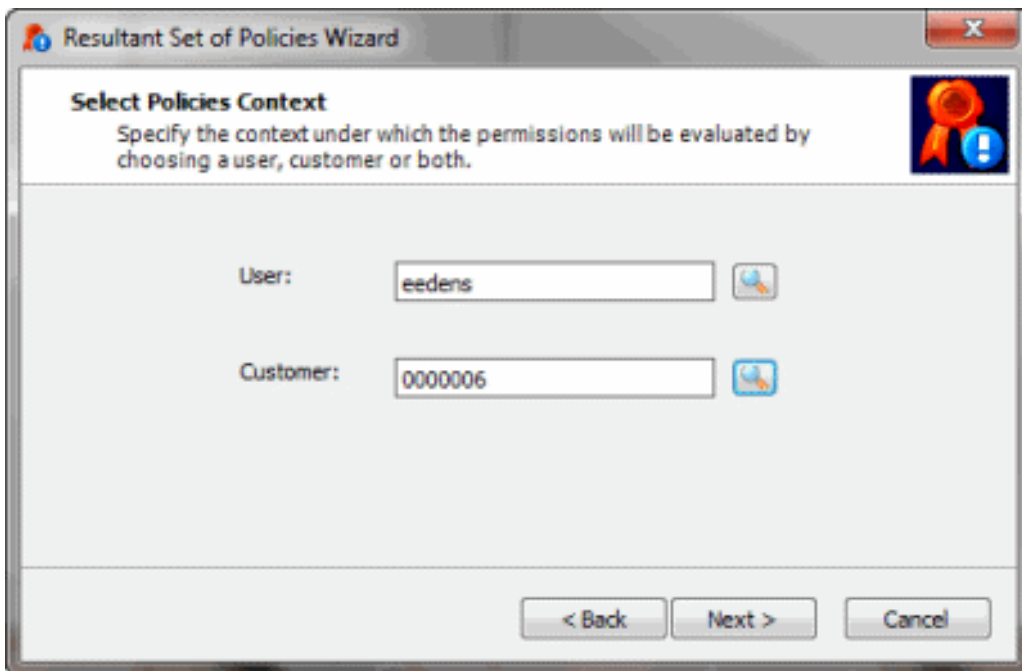 Resultant Set of Policies Wizard
Select Policies Context
Specify the context under which the permissions will be evaluated by
choosing a user, customer or both.
User: eedens
Customer: 0000006
< Back Next > Cancel